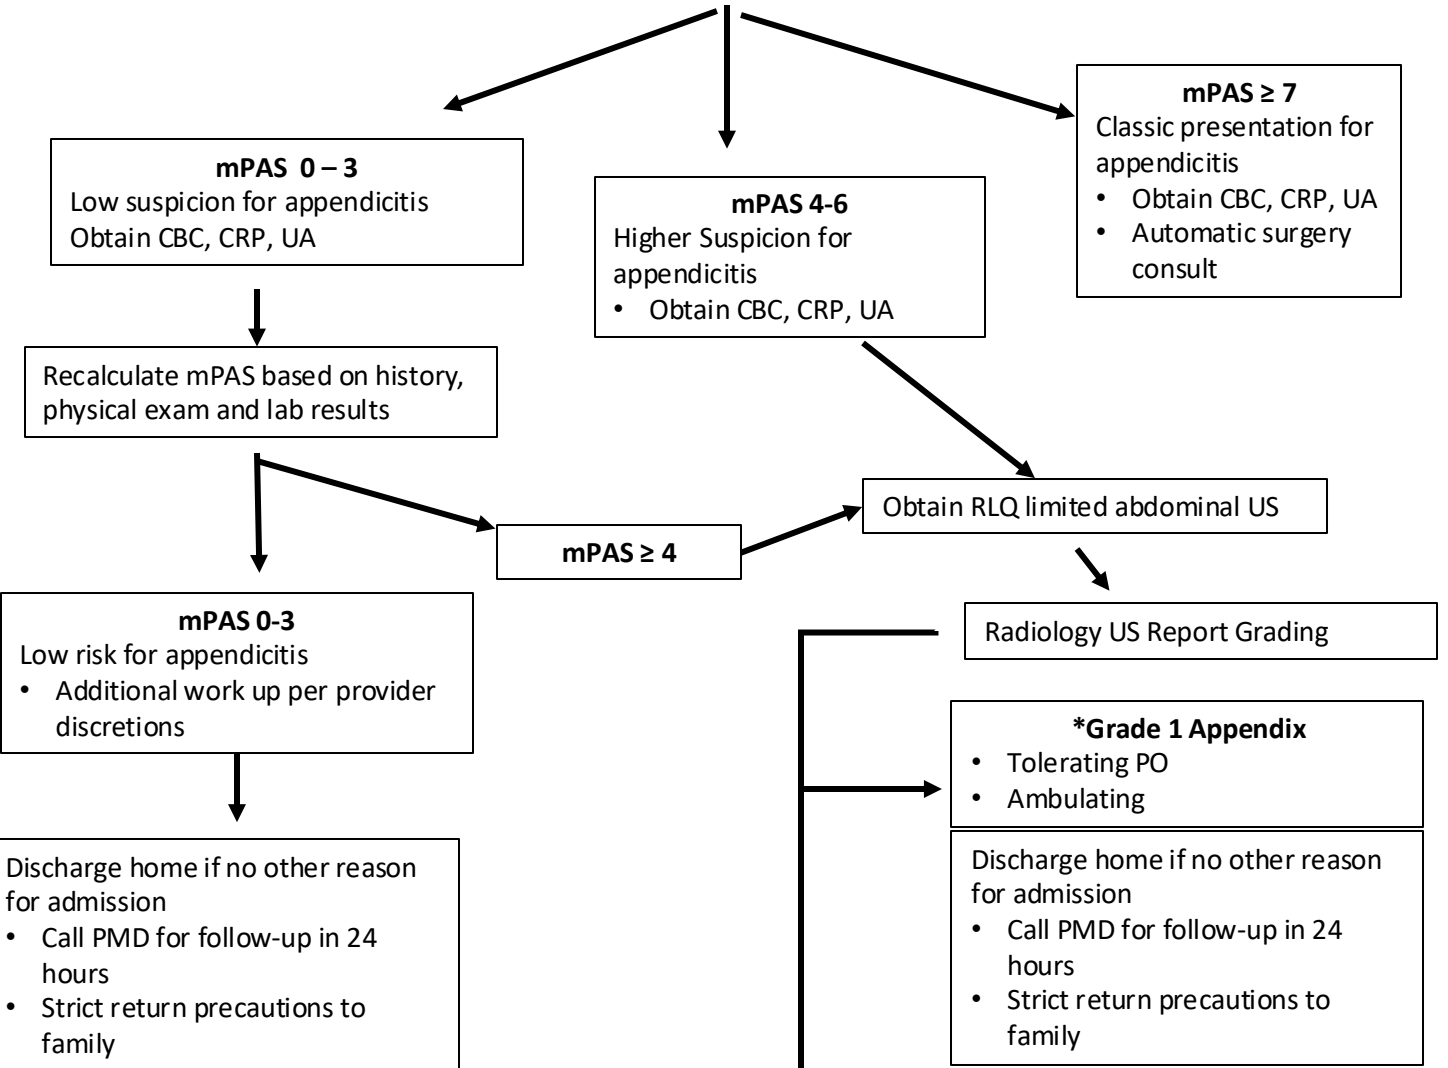 mPAS ≥ 7
Classic presentation for
appendicitis
• Obtain CBC, CRP, UA
• Automatic surgery
consult
mPAS 0 – 3
Low suspicion for appendicitis
Obtain CBC, CRP, UA
mPAS 4-6
Higher Suspicion for
appendicitis
• Obtain CBC, CRP, UA
Recalculate mPAS based on history,
physical exam and lab results
Obtain RLQ limited abdominal US
mPAS ≥ 4
mPAS 0-3
Low risk for appendicitis
• Additional work up per provider
discretions
Radiology US Report Grading
*Grade 1 Appendix
• Tolerating PO
• Ambulating
Discharge home if no other reason
for admission
• Call PMD for follow-up in 24
hours
• Strict return precautions to
family
Discharge home if no other reason
for admission
• Call PMD for follow-up in 24
hours
• Strict return precautions to
family